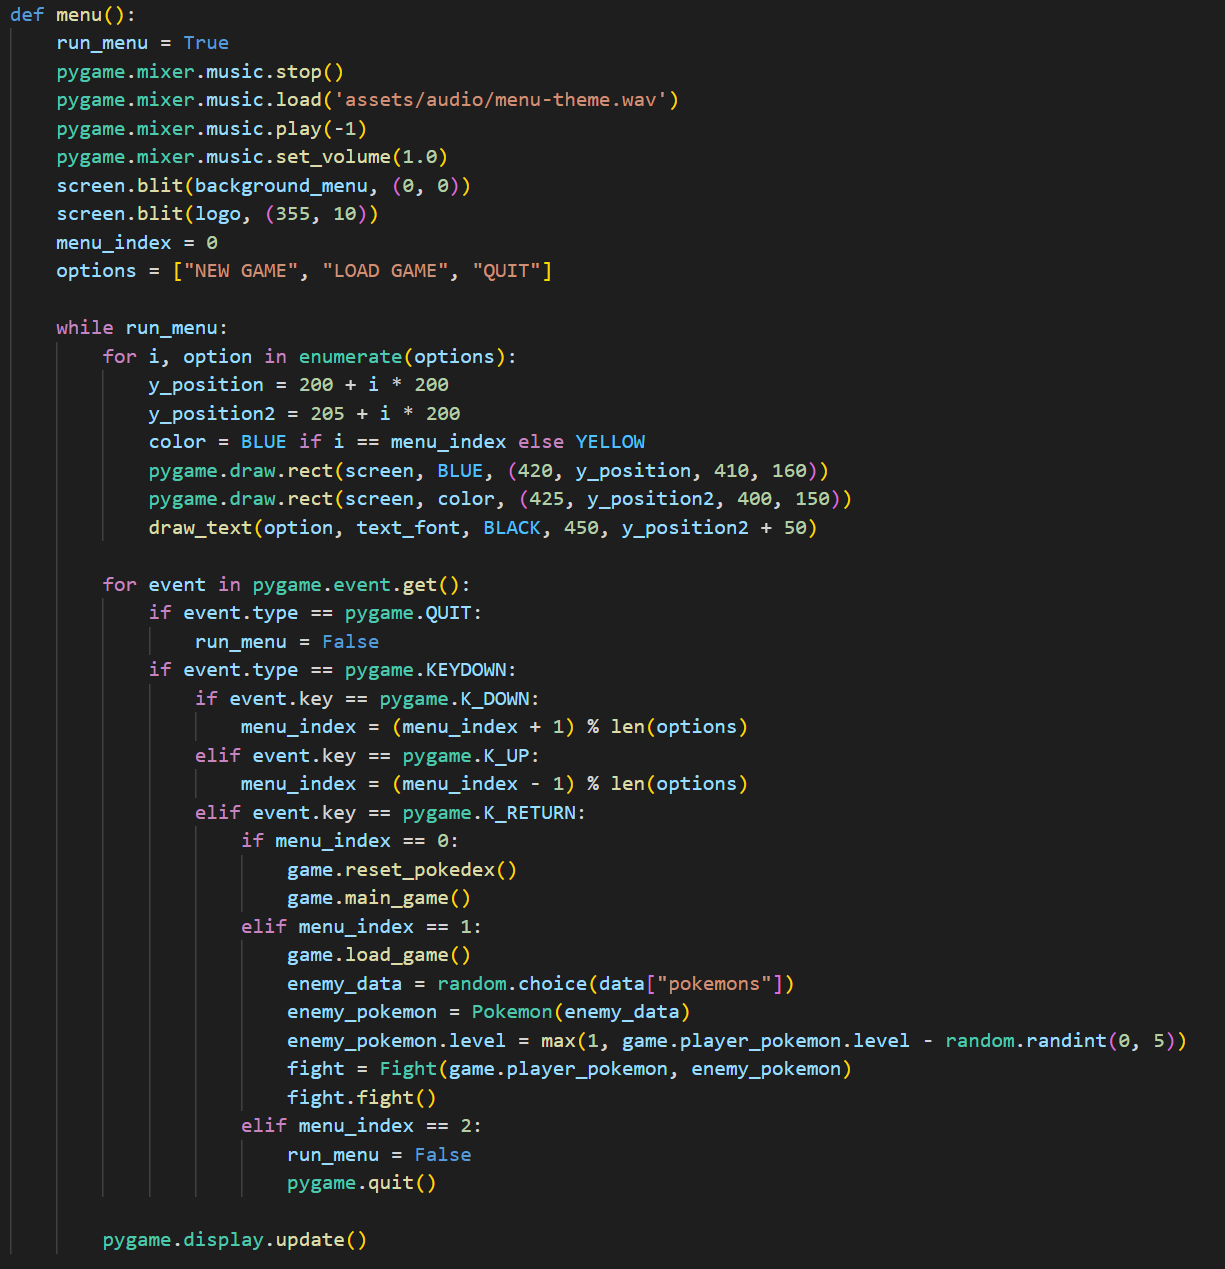 def menu():
    run_menu = True
    pygame.mixer.music.stop()
    pygame.mixer.music.load('assets/audio/menu-theme.wav')
    pygame.mixer.music.play(-1)
    pygame.mixer.music.set_volume(1.0)
    screen.blit(background_menu, (0, 0))
    screen.blit(logo, (355, 10))
    menu_index = 0
    options = ["NEW GAME", "LOAD GAME", "QUIT"]

    while run_menu:
        for i, option in enumerate(options):
            y_position = 200 + i * 200
            y_position2 = 205 + i * 200
            color = BLUE if i == menu_index else YELLOW
            pygame.draw.rect(screen, BLUE, (420, y_position, 410, 160))
            pygame.draw.rect(screen, color, (425, y_position2, 400, 150))
            draw_text(option, text_font, BLACK, 450, y_position2 + 50)

        for event in pygame.event.get():
            if event.type == pygame.QUIT:
                run_menu = False
            if event.type == pygame.KEYDOWN:
                if event.key == pygame.K_DOWN:
                    menu_index = (menu_index + 1) % len(options)
                elif event.key == pygame.K_UP:
                    menu_index = (menu_index - 1) % len(options)
                elif event.key == pygame.K_RETURN:
                    if menu_index == 0:
                        game.reset_pokedex()
                        game.main_game()
                    elif menu_index == 1:
                        game.load_game()
                        enemy_data = random.choice(data["pokemons"])
                        enemy_pokemon = Pokemon(enemy_data)
                        enemy_pokemon.level = max(1, game.player_pokemon.level - random.randint(0, 5))
                        fight = Fight(game.player_pokemon, enemy_pokemon)
                        fight.fight()
                    elif menu_index == 2:
                        run_menu = False
                        pygame.quit()

        pygame.display.update()